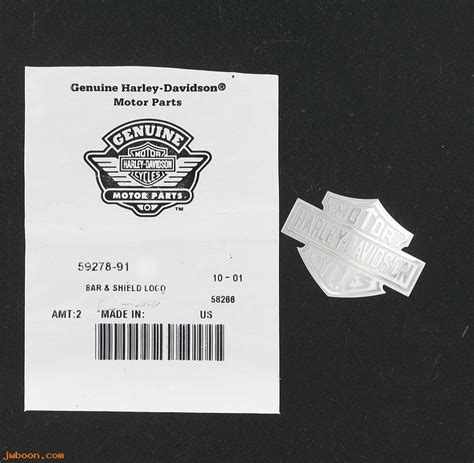 Genuine Harley-Davidson®
Motor Parts
GENUINE
MOTOR
HARLEY-DAVIDSON
CYCLES
MOTOR PARTS
TM
59278-91
10-01
BAR & SHIELD LOGO
58266
AMT:2 MADE IN: US
MOTOR
HARLEY-DAVIDSON
CYCLES
jwboon.com